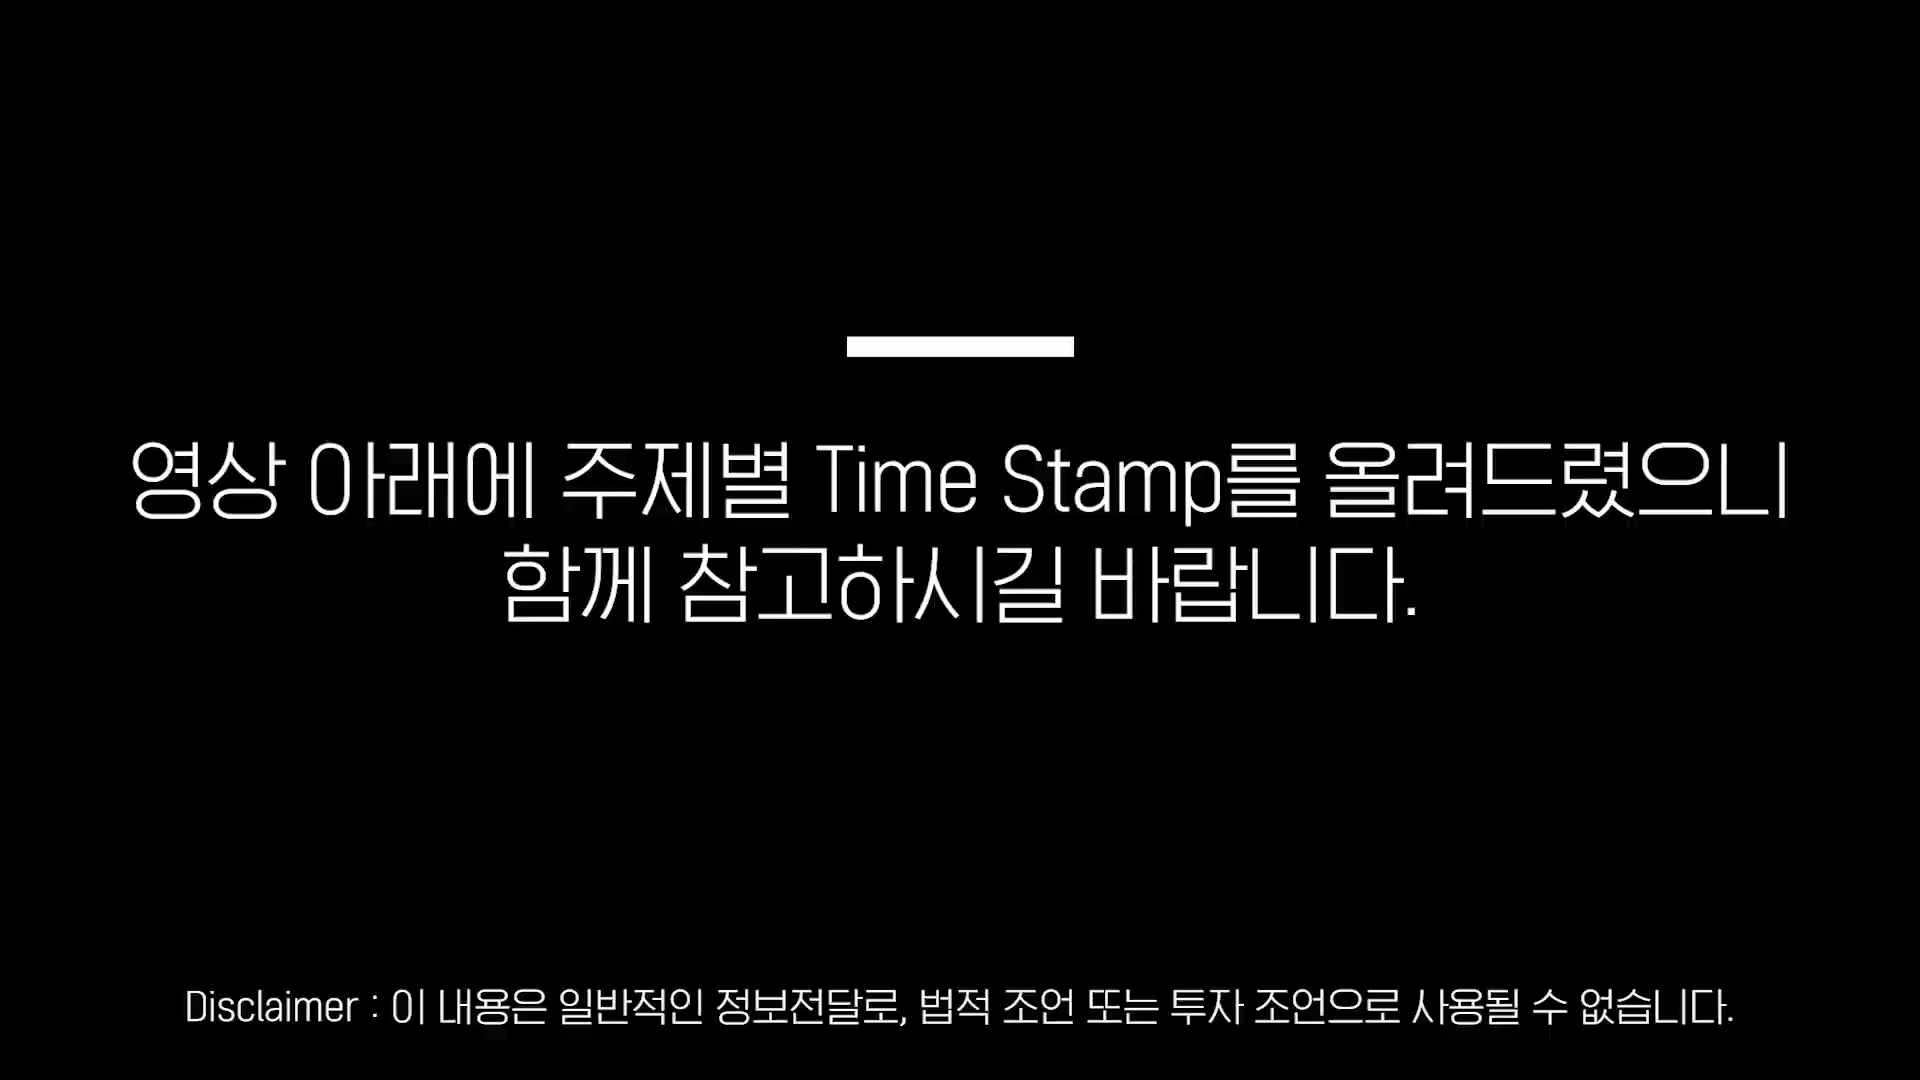 영상 아래에 주제별 Time Stamp를 올려드렸으니
함께 참고하시길 바랍니다.
Disclaimer : 이 내용은 일반적인 정보전달로, 법적 조언 또는 투자 조언으로 사용될 수 없습니다.